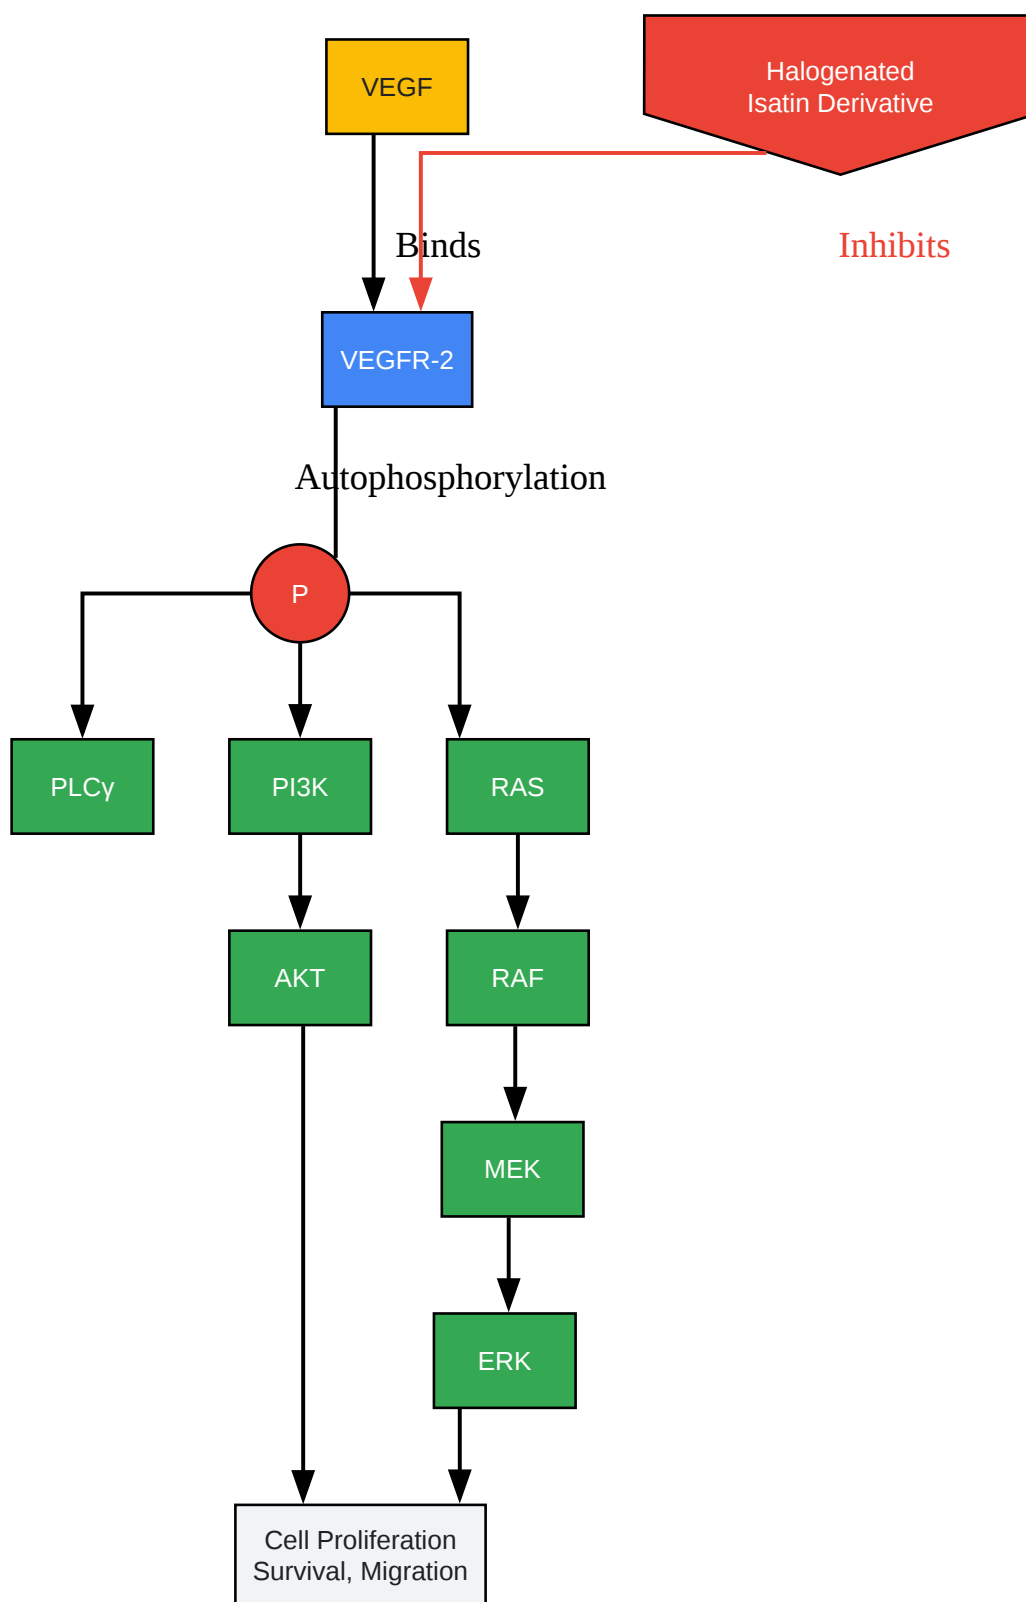 VEGF
Halogenated
Isatin Derivative
Binds
Inhibits
VEGFR-2
Autophosphorylation
P
PLCγ
PI3K
RAS
AKT
RAF
MEK
ERK
Cell Proliferation
Survival, Migration